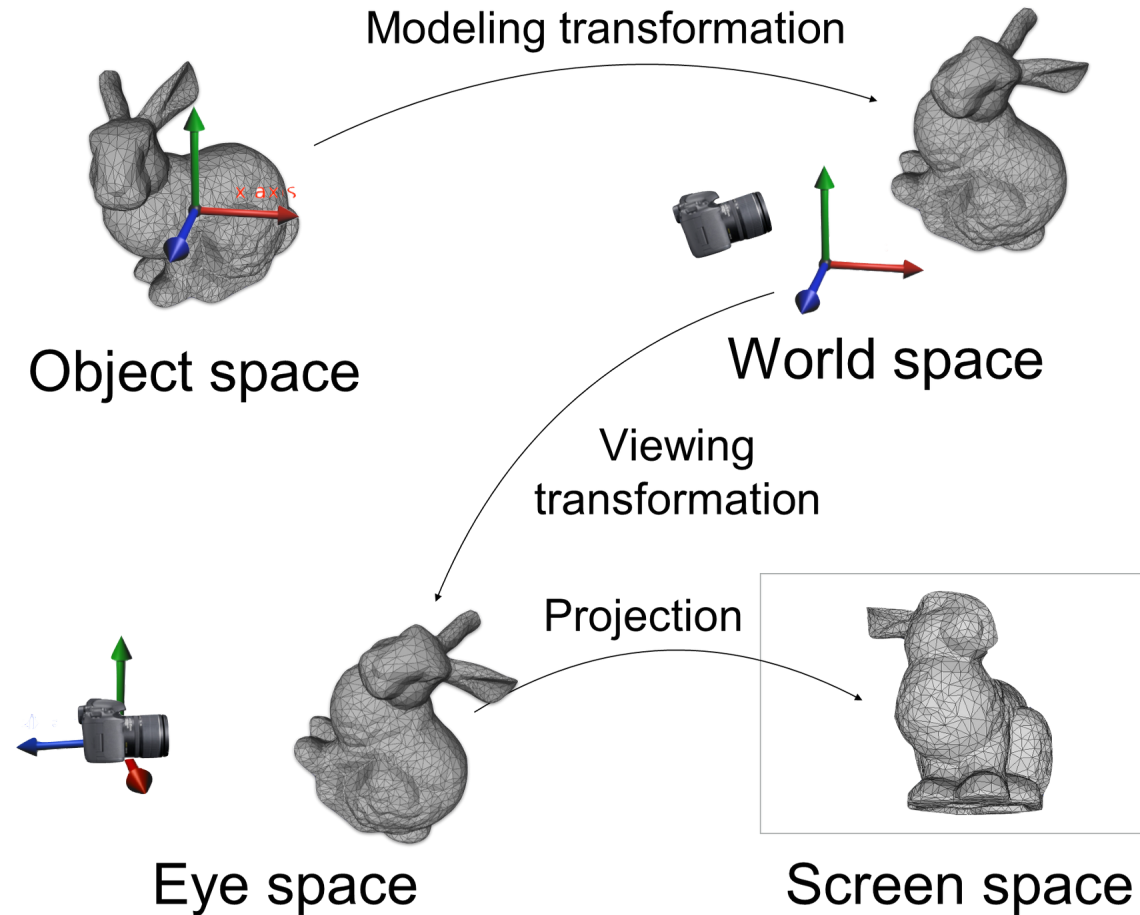 Modeling transformation
Object space
World space
Viewing
transformation
Projection
Eye space
Screen space